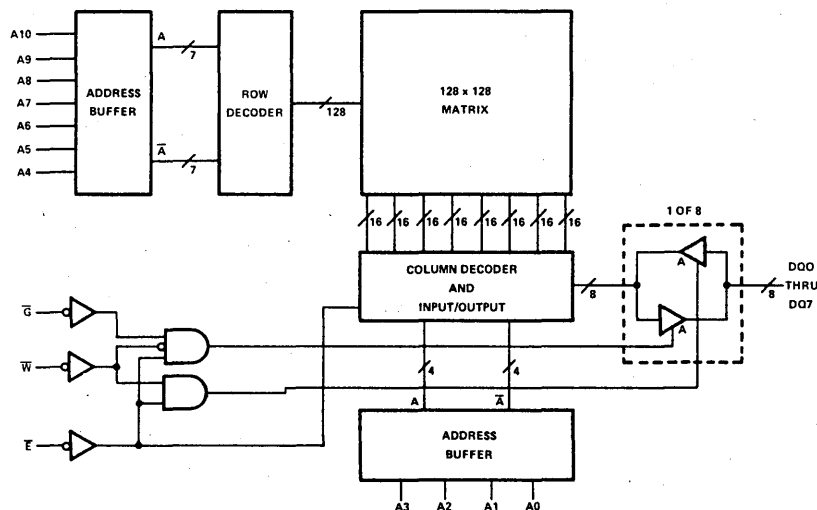 A10
A9
A8
A7
A6
A5
A4
ADDRESS
BUFFER
A
7
A̅
7
ROW
DECODER
128
128 x 128
MATRIX
16 16 16 16 16 16 16 16
COLUMN DECODER
AND
INPUT/OUTPUT
8
1 OF 8
A
A
8
DQ0
THRU
DQ7
G̅
W̅
E̅
4
4
A
A̅
ADDRESS
BUFFER
A3 A2 A1 A0